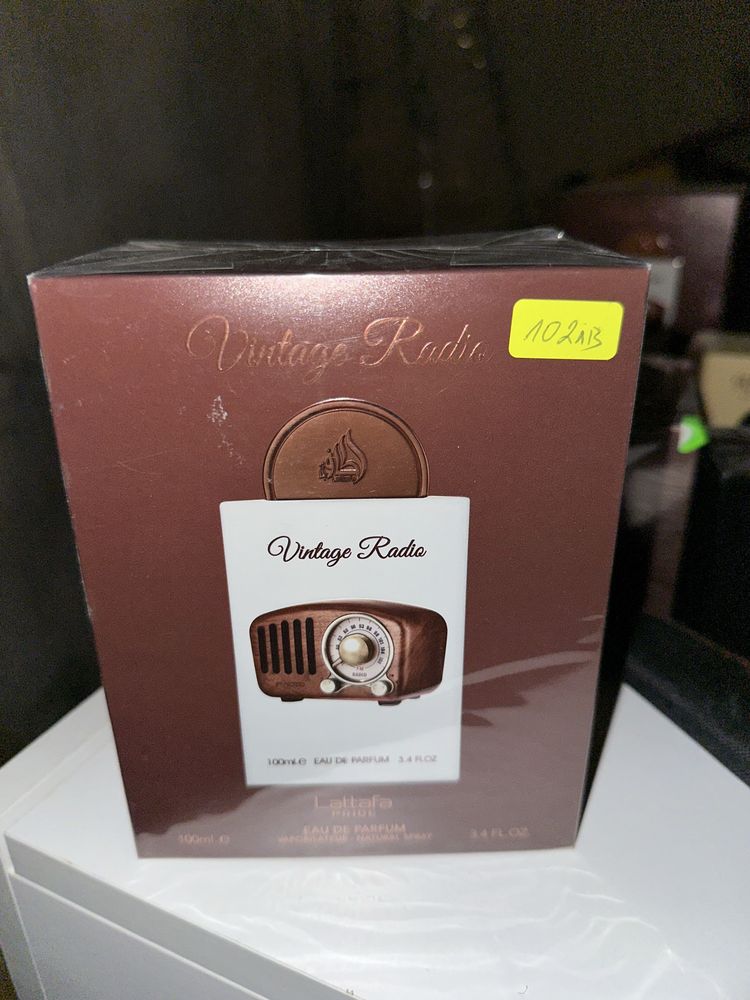 Vintage Radio
102лв
Vintage Radio
100ml.e EAU DE PARFUM 3.4 FL.OZ
Lattafa
PRIDE
EAU DE PARFUM
VAPORISATEUR - NATURAL SPRAY
100ml e 3.4 FL.OZ.